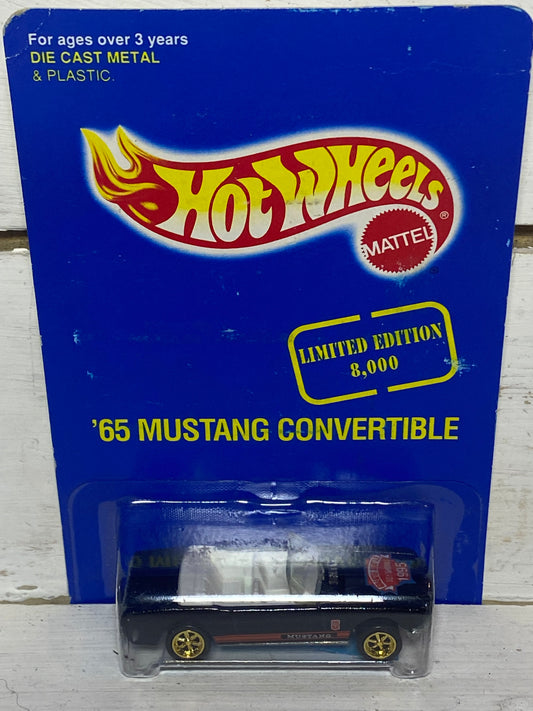 For ages over 3 years
DIE CAST METAL
& PLASTIC.
HOT WHEELS
®
MATTEL
LIMITED EDITION
8,000
'65 MUSTANG CONVERTIBLE
MUSTANG